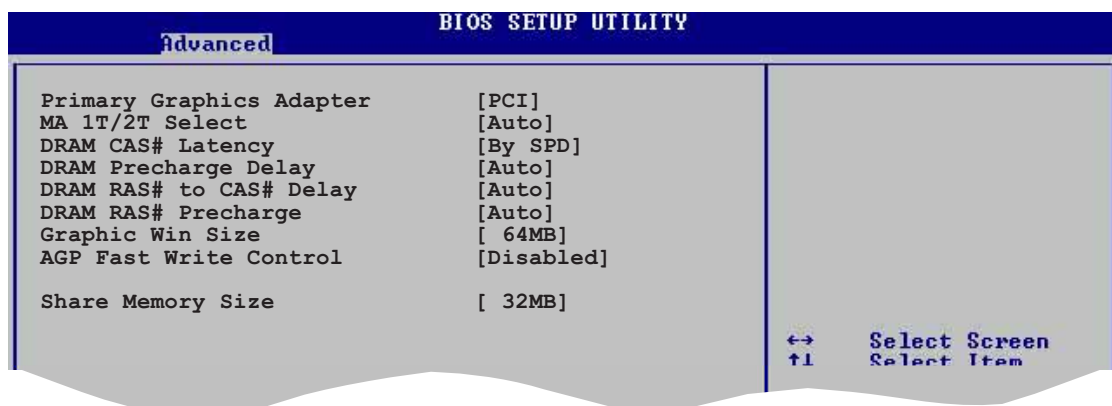 BIOS SETUP UTILITY
Advanced
Primary Graphics Adapter [PCI]
MA 1T/2T Select [Auto]
DRAM CAS# Latency [By SPD]
DRAM Precharge Delay [Auto]
DRAM RAS# to CAS# Delay [Auto]
DRAM RAS# Precharge [Auto]
Graphic Win Size [ 64MB]
AGP Fast Write Control [Disabled]
Share Memory Size [ 32MB]
←→ Select Screen
↑↓ Select Item